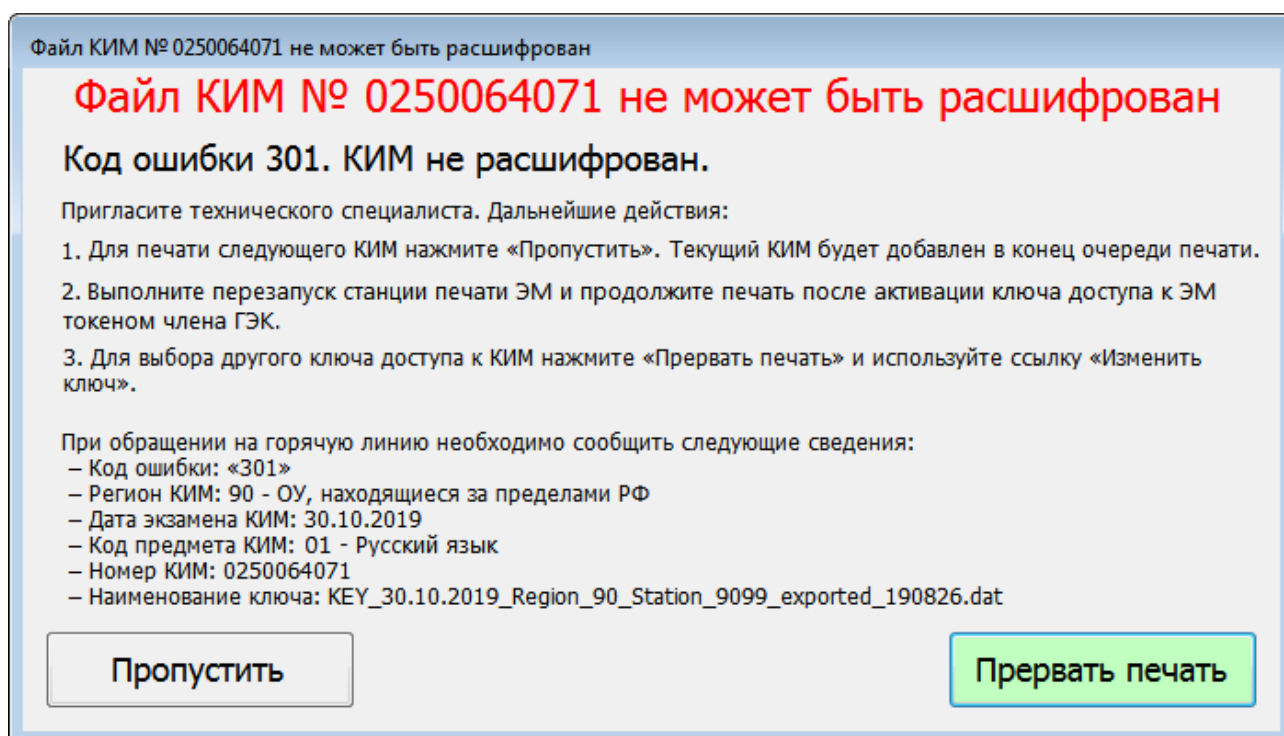 Файл КИМ № 0250064071 не может быть расшифрован
Файл КИМ № 0250064071 не может быть расшифрован
Код ошибки 301. КИМ не расшифрован.
Пригласите технического специалиста. Дальнейшие действия:
1. Для печати следующего КИМ нажмите «Пропустить». Текущий КИМ будет добавлен в конец очереди печати.
2. Выполните перезапуск станции печати ЭМ и продолжите печать после активации ключа доступа к ЭМ
токеном члена ГЭК.
3. Для выбора другого ключа доступа к КИМ нажмите «Прервать печать» и используйте ссылку «Изменить
ключ».
При обращении на горячую линию необходимо сообщить следующие сведения:
– Код ошибки: «301»
– Регион КИМ: 90 - ОУ, находящиеся за пределами РФ
– Дата экзамена КИМ: 30.10.2019
– Код предмета КИМ: 01 - Русский язык
– Номер КИМ: 0250064071
– Наименование ключа: KEY_30.10.2019_Region_90_Station_9099_exported_190826.dat
Пропустить
Прервать печать